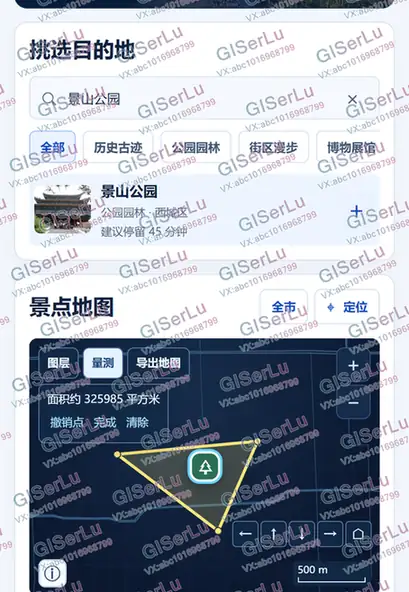 挑选目的地
景山公园
全部 历史古迹 公园园林 街区漫步 博物展馆
景山公园
公园园林 · 西城区
建议停留 45 分钟
景点地图
全市 定位
图层 量测 导出地图
面积约 325985 平方米
撤销点 完成 清除
500 m
GISerLu
VX:abc1016968799